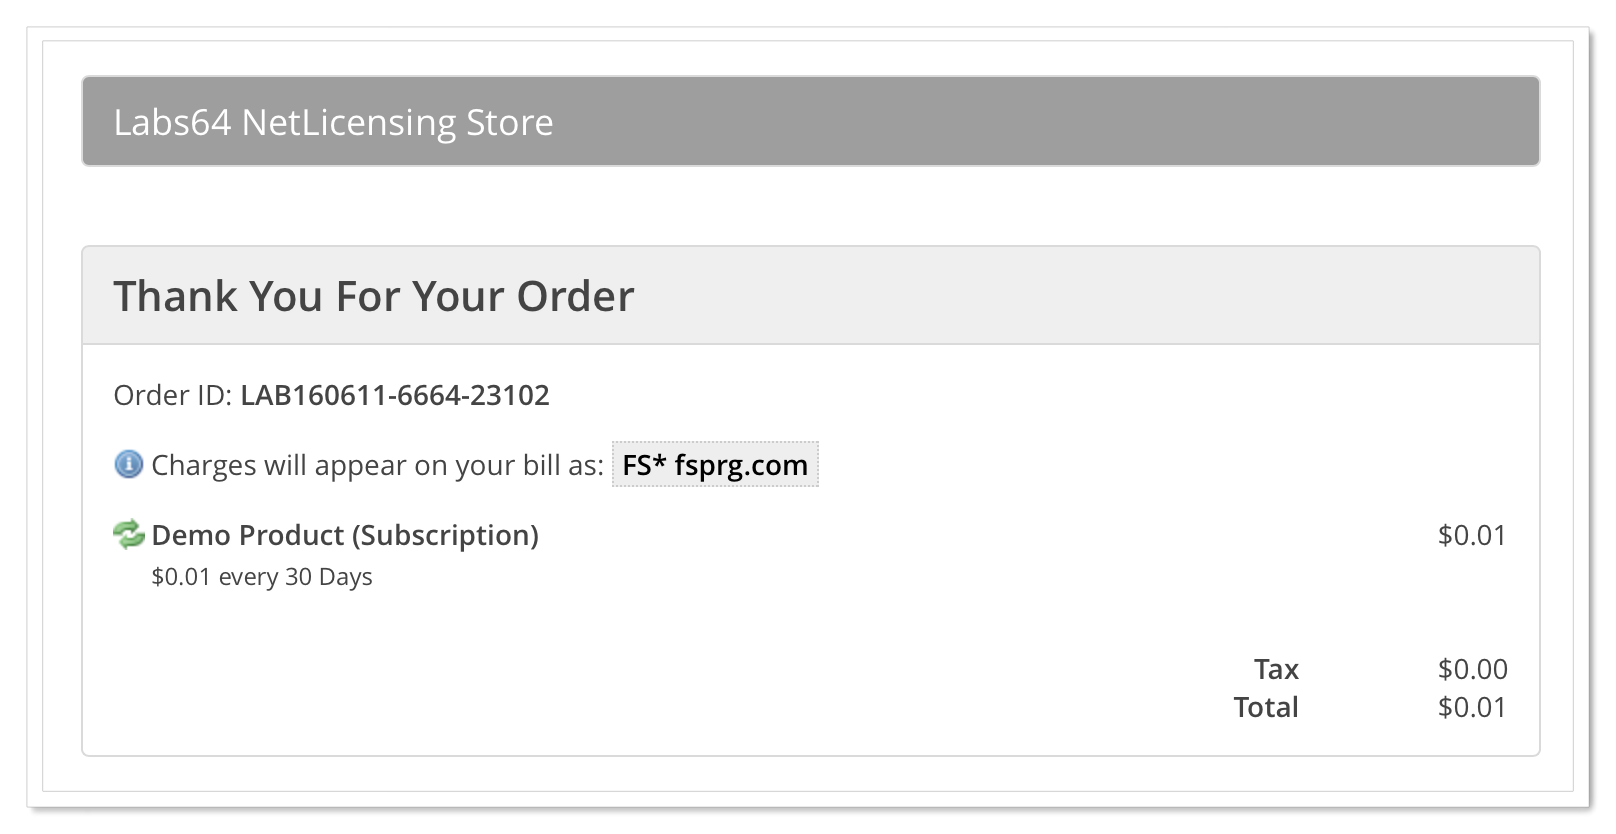 Labs64 NetLicensing Store
Thank You For Your Order
Order ID: LAB160611-6664-23102
Charges will appear on your bill as: FS* fsprg.com
Demo Product (Subscription) $0.01
$0.01 every 30 Days
Tax $0.00
Total $0.01